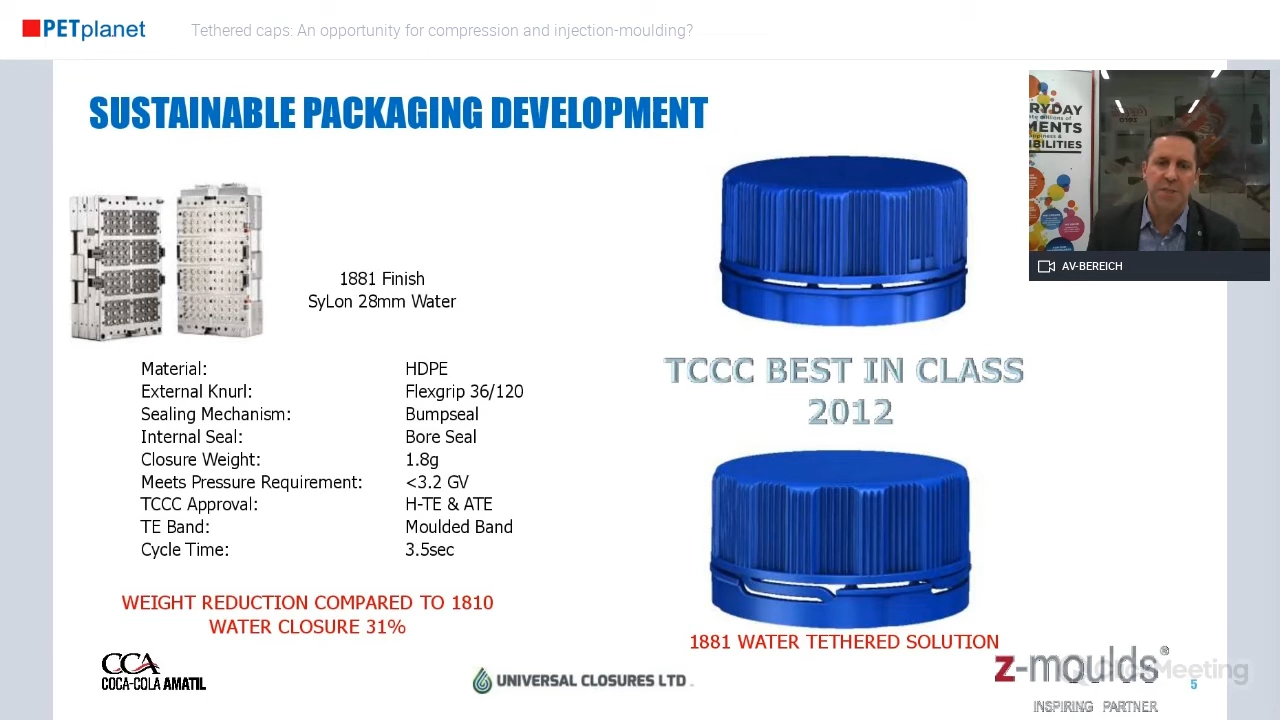 PETplanet
Tethered caps: An opportunity for compression and injection-moulding?
SUSTAINABLE PACKAGING DEVELOPMENT
RYDAY
MENTS
IBILITIES
AV-BEREICH
1881 Finish
SyLon 28mm Water
Material: HDPE
External Knurl: Flexgrip 36/120
Sealing Mechanism: Bumpseal
Internal Seal: Bore Seal
Closure Weight: 1.8g
Meets Pressure Requirement: <3.2 GV
TCCC Approval: H-TE & ATE
TE Band: Moulded Band
Cycle Time: 3.5sec
WEIGHT REDUCTION COMPARED TO 1810
WATER CLOSURE 31%
TCCC BEST IN CLASS
2012
1881 WATER TETHERED SOLUTION
CCA
COCA-COLA AMATIL
UNIVERSAL CLOSURES LTD
z-moulds®
ClickMeeting
INSPIRING PARTNER
5